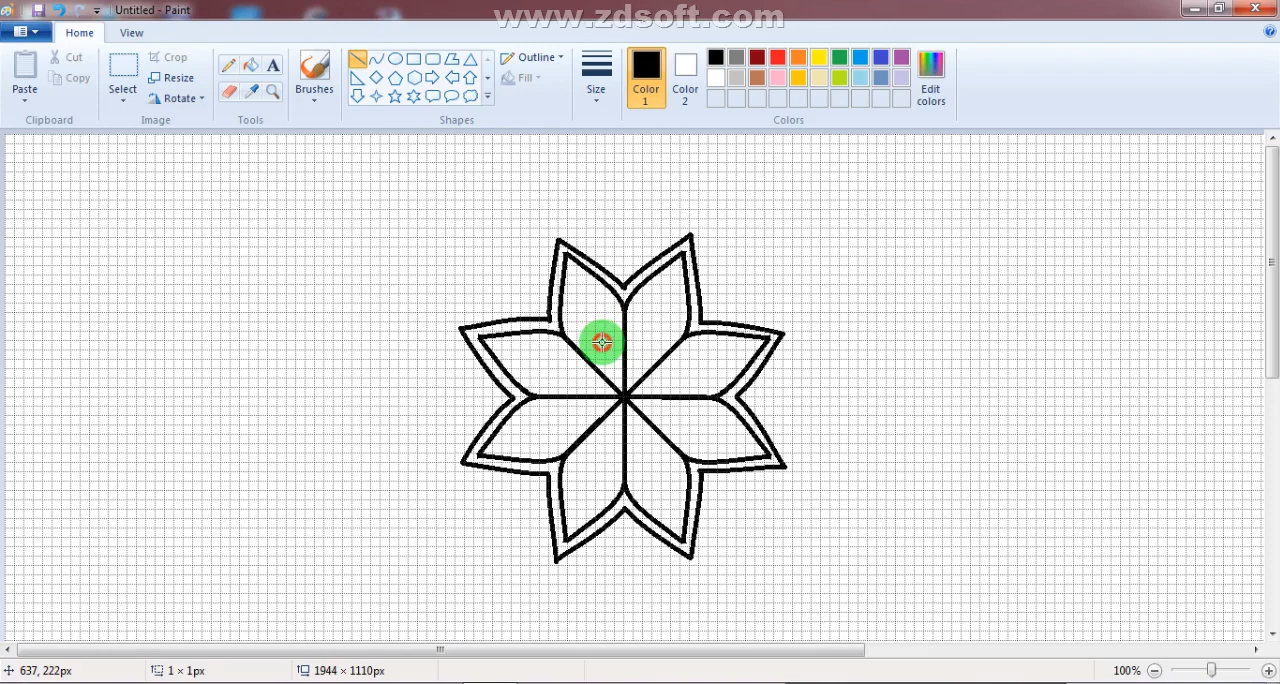 Untitled - Paint
www.zdsoft.com
Home
View
Paste
Cut
Copy
Clipboard
Select
Crop
Resize
Rotate
Image
Tools
Brushes
Outline
Fill
Shapes
Size
Color 1
Color 2
Edit colors
Colors
637, 222px
1 × 1px
1944 × 1110px
100%